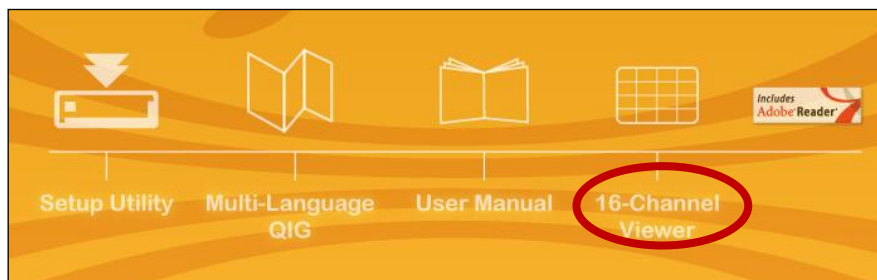 Includes
Adobe Reader
Setup Utility
Multi-Language
QIG
User Manual
16-Channel
Viewer